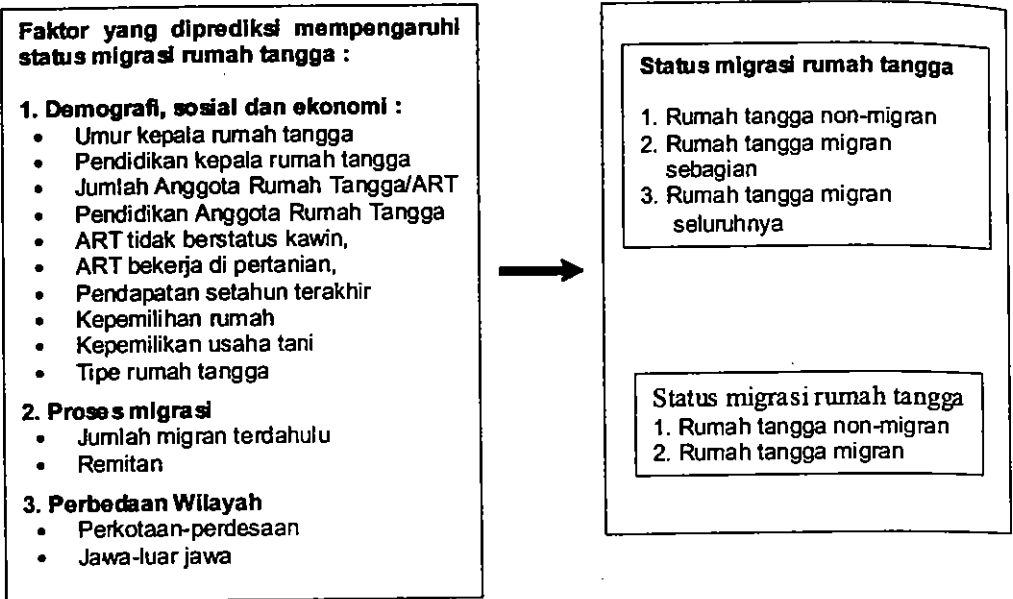 Faktor yang diprediksi mempengaruhi
status migrasi rumah tangga :
1. Demografi, sosial dan ekonomi :
• Umur kepala rumah tangga
• Pendidikan kepala rumah tangga
• Jumlah Anggota Rumah Tangga/ART
• Pendidikan Anggota Rumah Tangga
• ART tidak berstatus kawin,
• ART bekerja di pertanian,
• Pendapatan setahun terakhir
• Kepemilihan rumah
• Kepemilikan usaha tani
• Tipe rumah tangga
2. Proses migrasi
• Jumlah migran terdahulu
• Remitan
3. Perbedaan Wilayah
• Perkotaan-perdesaan
• Jawa-luar jawa
Status migrasi rumah tangga
1. Rumah tangga non-migran
2. Rumah tangga migran
sebagian
3. Rumah tangga migran
seluruhnya
Status migrasi rumah tangga
1. Rumah tangga non-migran
2. Rumah tangga migran